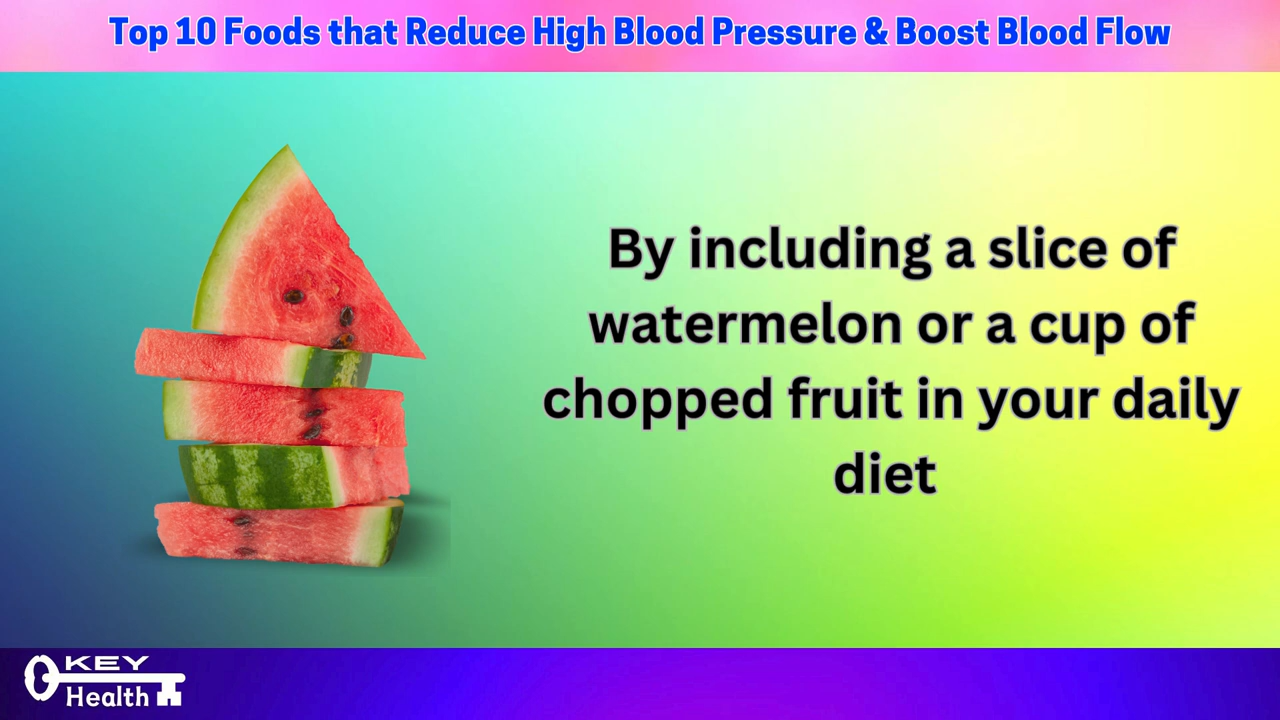 Top 10 Foods that Reduce High Blood Pressure & Boost Blood Flow
By including a slice of
watermelon or a cup of
chopped fruit in your daily
diet
KEY
Health